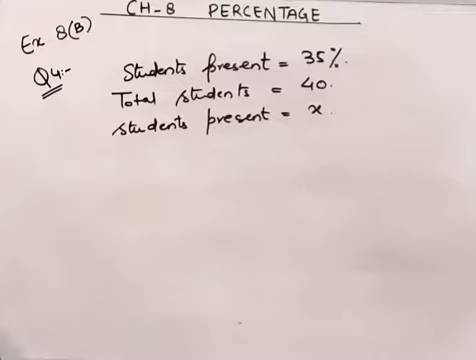 CH-8 PERCENTAGE
Ex 8(B)
Q4:- Students present = 35%.
Total students = 40.
students present = x.